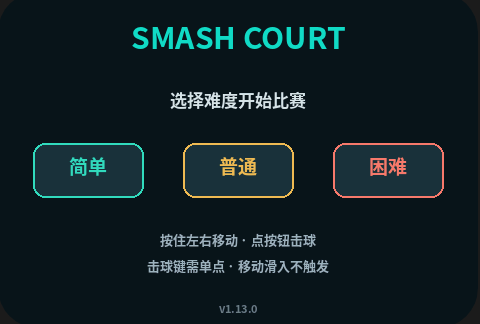 SMASH COURT
选择难度开始比赛
简单 普通 困难
按住左右移动 · 点按钮击球
击球键需单点 · 移动滑入不触发
v1.13.0